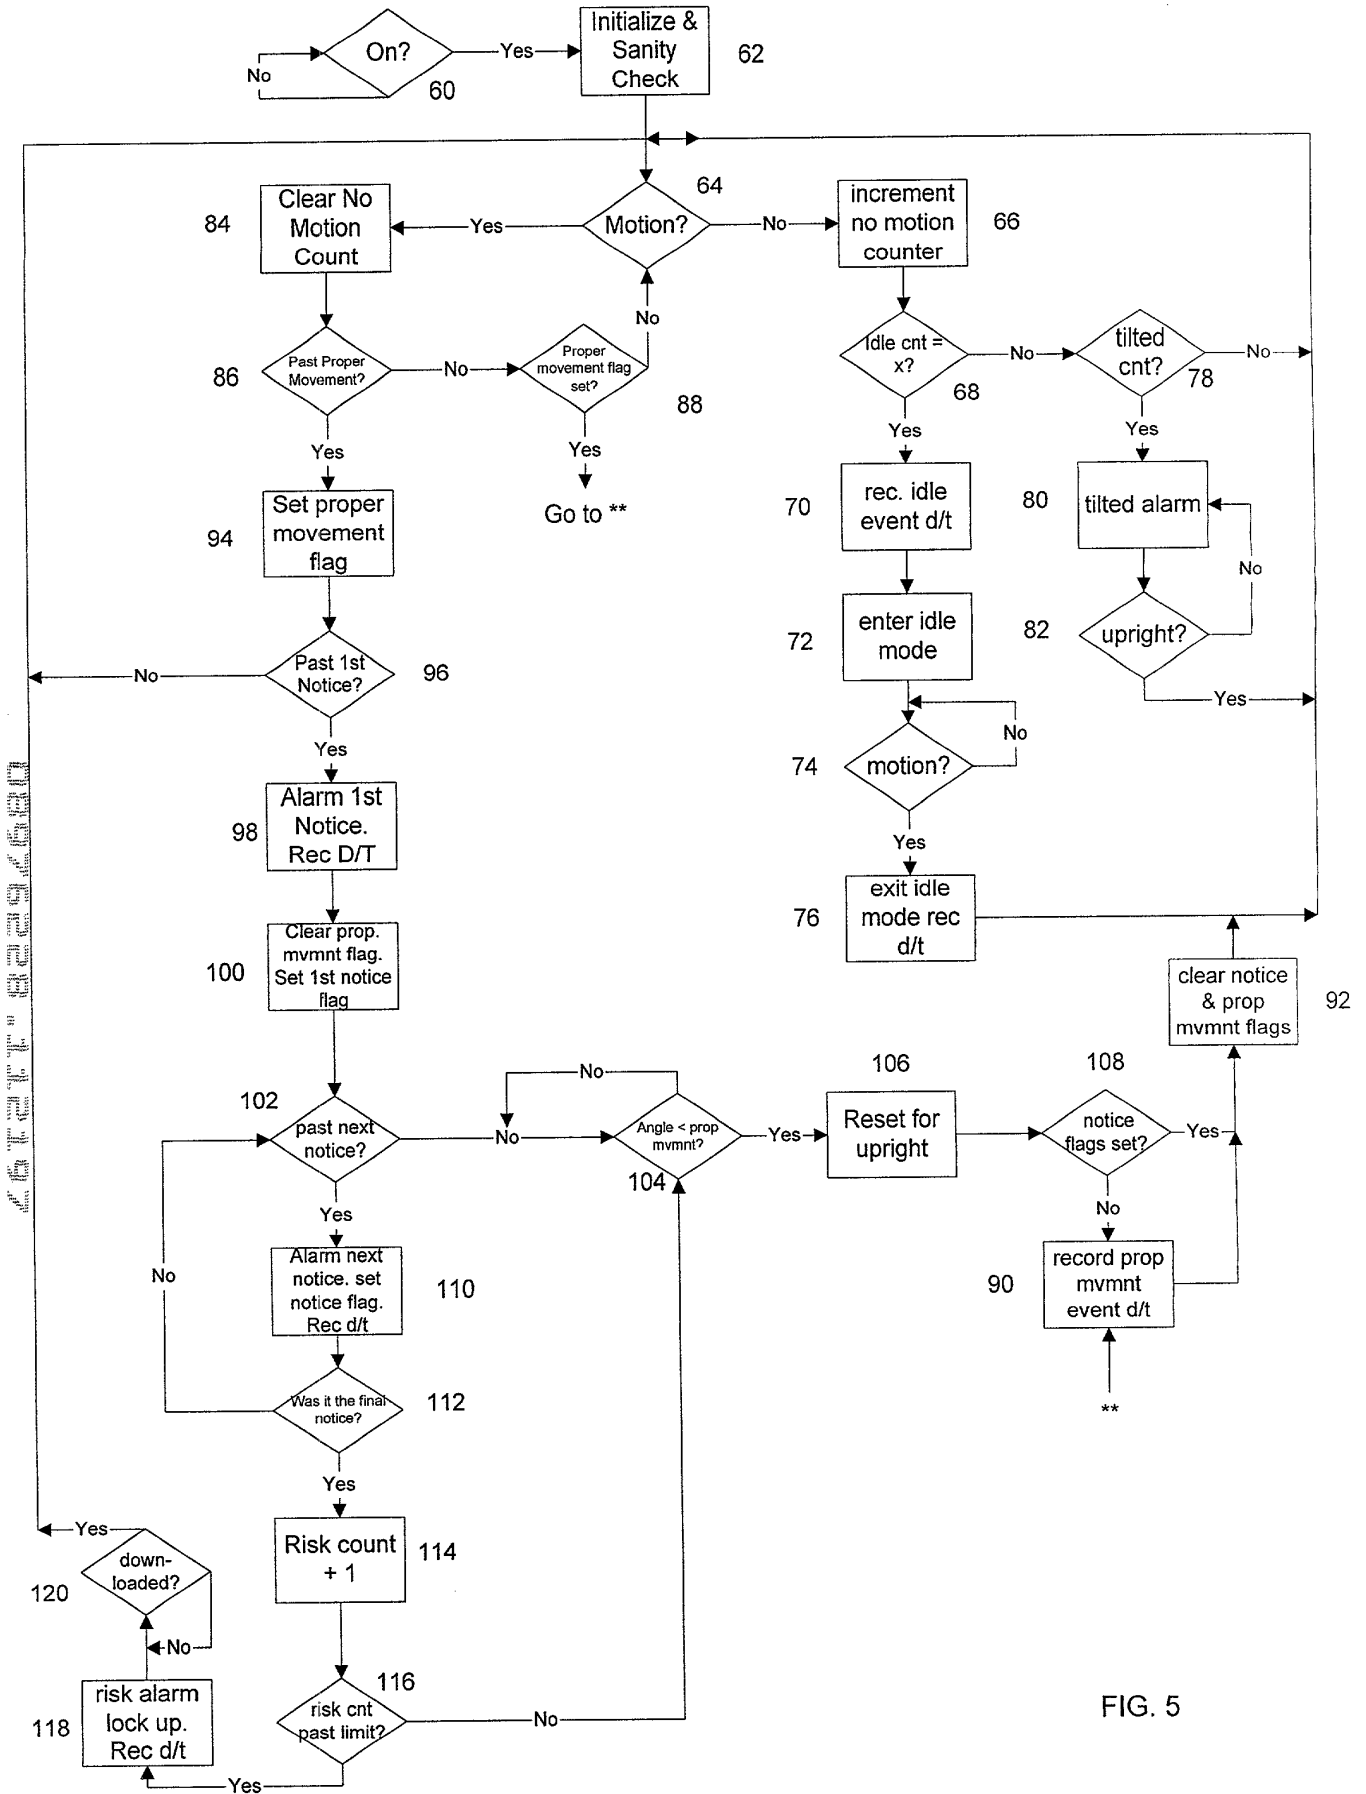 On?
Yes
No
60
Initialize &
Sanity
Check
62
64
Motion?
Yes
No
Clear No
Motion
Count
84
increment
no motion
counter
66
No
Past Proper
Movement?
86
No
Proper
movement flag
set?
88
Idle cnt =
x?
68
No
tilted
cnt?
78
No
Yes
Yes
Go to **
Yes
Yes
Set proper
movement
flag
94
rec. idle
event d/t
70
tilted alarm
80
No
enter idle
mode
72
upright?
82
Yes
Past 1st
Notice?
96
No
Yes
motion?
74
No
Yes
Alarm 1st
Notice.
Rec D/T
98
exit idle
mode rec
d/t
76
Clear prop.
mvmnt flag.
Set 1st notice
flag
100
clear notice
& prop
mvmnt flags
92
102
past next
notice?
No
No
Angle < prop
mvmnt?
104
Yes
106
Reset for
upright
108
notice
flags set?
Yes
No
Yes
Alarm next
notice. set
notice flag.
Rec d/t
110
No
record prop
mvmnt
event d/t
90
**
Was it the final
notice?
112
Yes
Risk count
+ 1
114
Yes
down-
loaded?
120
No
116
risk cnt
past limit?
No
risk alarm
lock up.
Rec d/t
118
Yes
FIG. 5